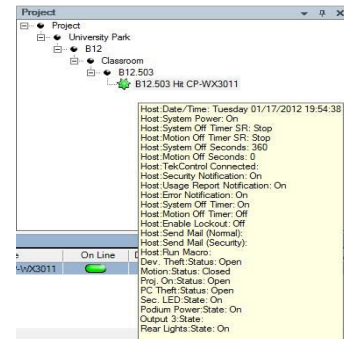 Project
Project
University Park
B12
Classroom
B12.503
B12.503 Hit CP-WX3011
Host:Date/Time: Tuesday 01/17/2012 19:54:38
Host:System Power: On
Host:System Off Timer SR: Stop
Host:Motion Off Timer SR: Stop
Host:System Off Seconds: 360
Host:Motion Off Seconds: 0
Host:TekControl Connected:
Host:Security Notification: On
Host:Usage Report Notification: On
Host:Error Notification: On
Host:System Off Timer: On
Host:Motion Off Timer: Off
Host:Enable Lockout: Off
Host:Send Mail (Normal):
Host:Send Mail (Security):
Host:Run Macro:
Dev. Theft:Status: Open
Motion:Status: Closed
Proj. On:Status: Open
PC Theft:Status: Open
Sec. LED:State: On
Podium Power:State: On
Output 3:State:
Rear Lights:State: On
On Line
-WX3011